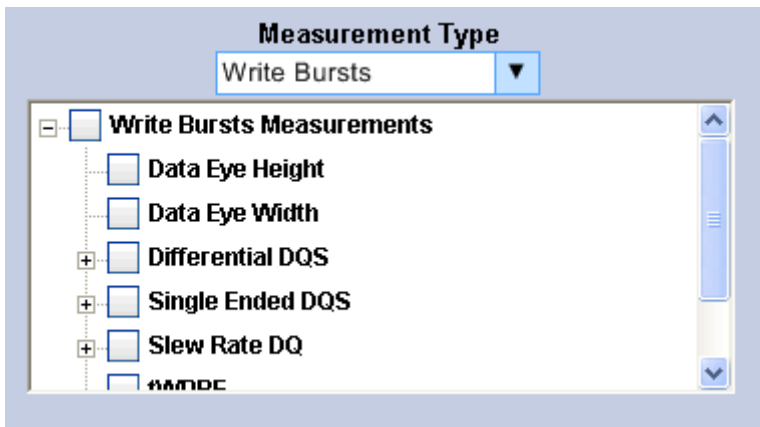 Measurement Type
Write Bursts
Write Bursts Measurements
Data Eye Height
Data Eye Width
Differential DQS
Single Ended DQS
Slew Rate DQ